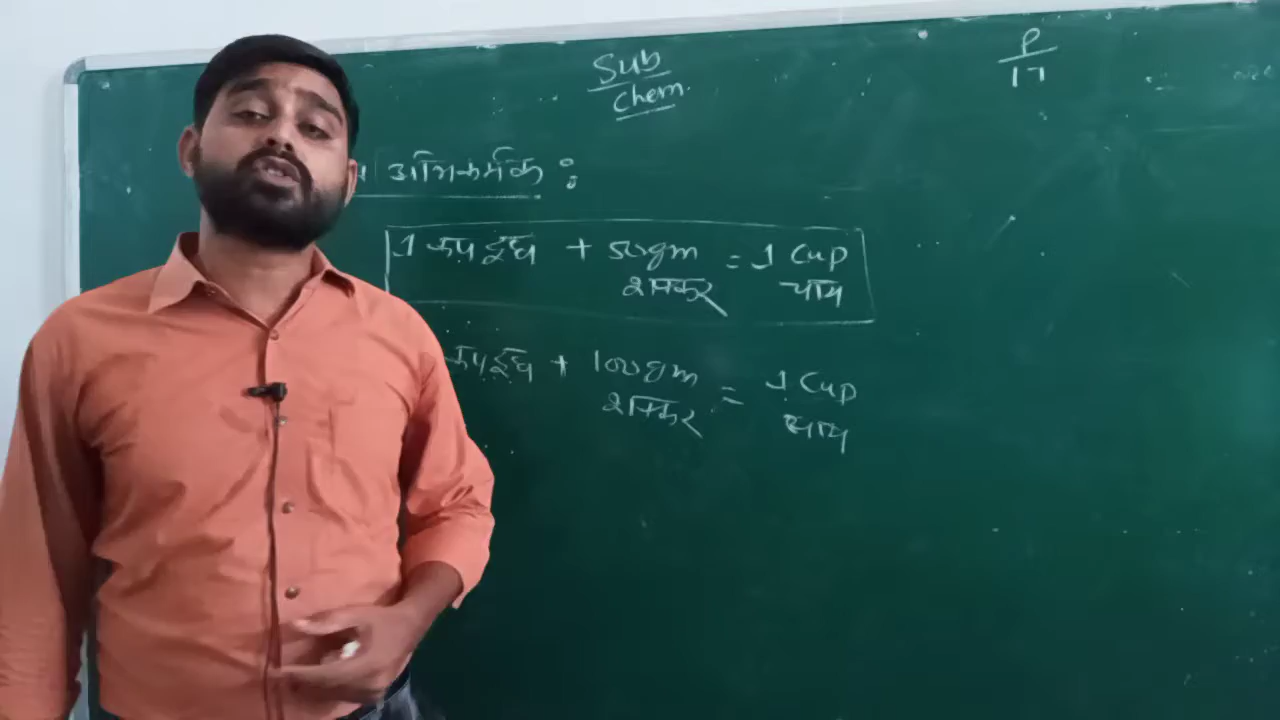 Sub
Chem.
P
17
अभिकर्मक :
1 कप दूध + 50gm शक्कर = 1 Cup चाय
कप दूध + 100gm शक्कर = 1 Cup चाय